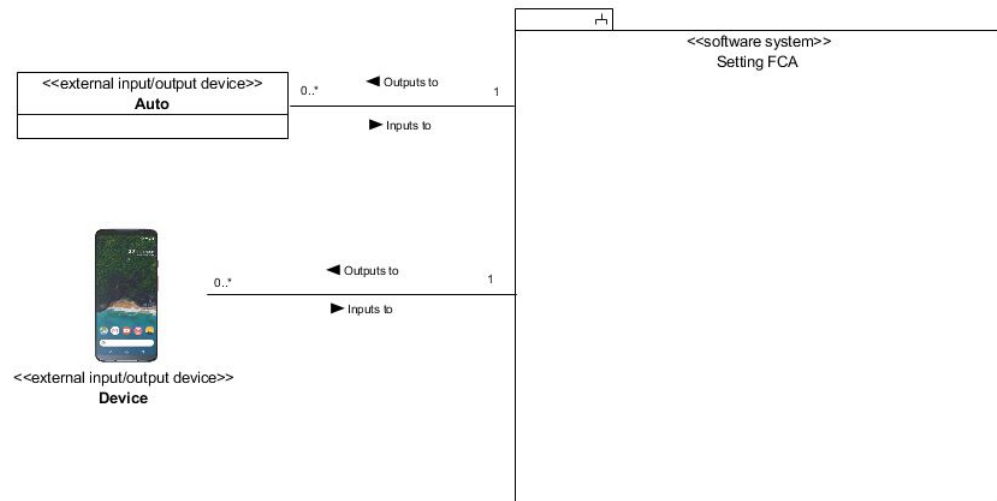 <<software system>>
Setting FCA
<<external input/output device>>
Auto
0..*
Outputs to
1
Inputs to
0..*
Outputs to
1
Inputs to
<<external input/output device>>
Device